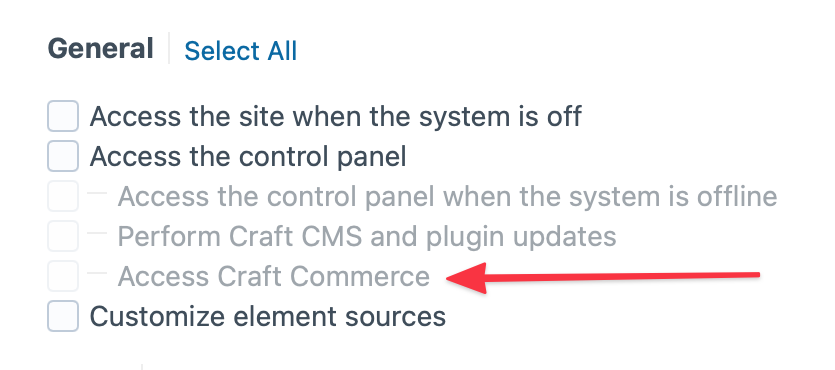 General Select All
Access the site when the system is off
Access the control panel
Access the control panel when the system is offline
Perform Craft CMS and plugin updates
Access Craft Commerce
Customize element sources